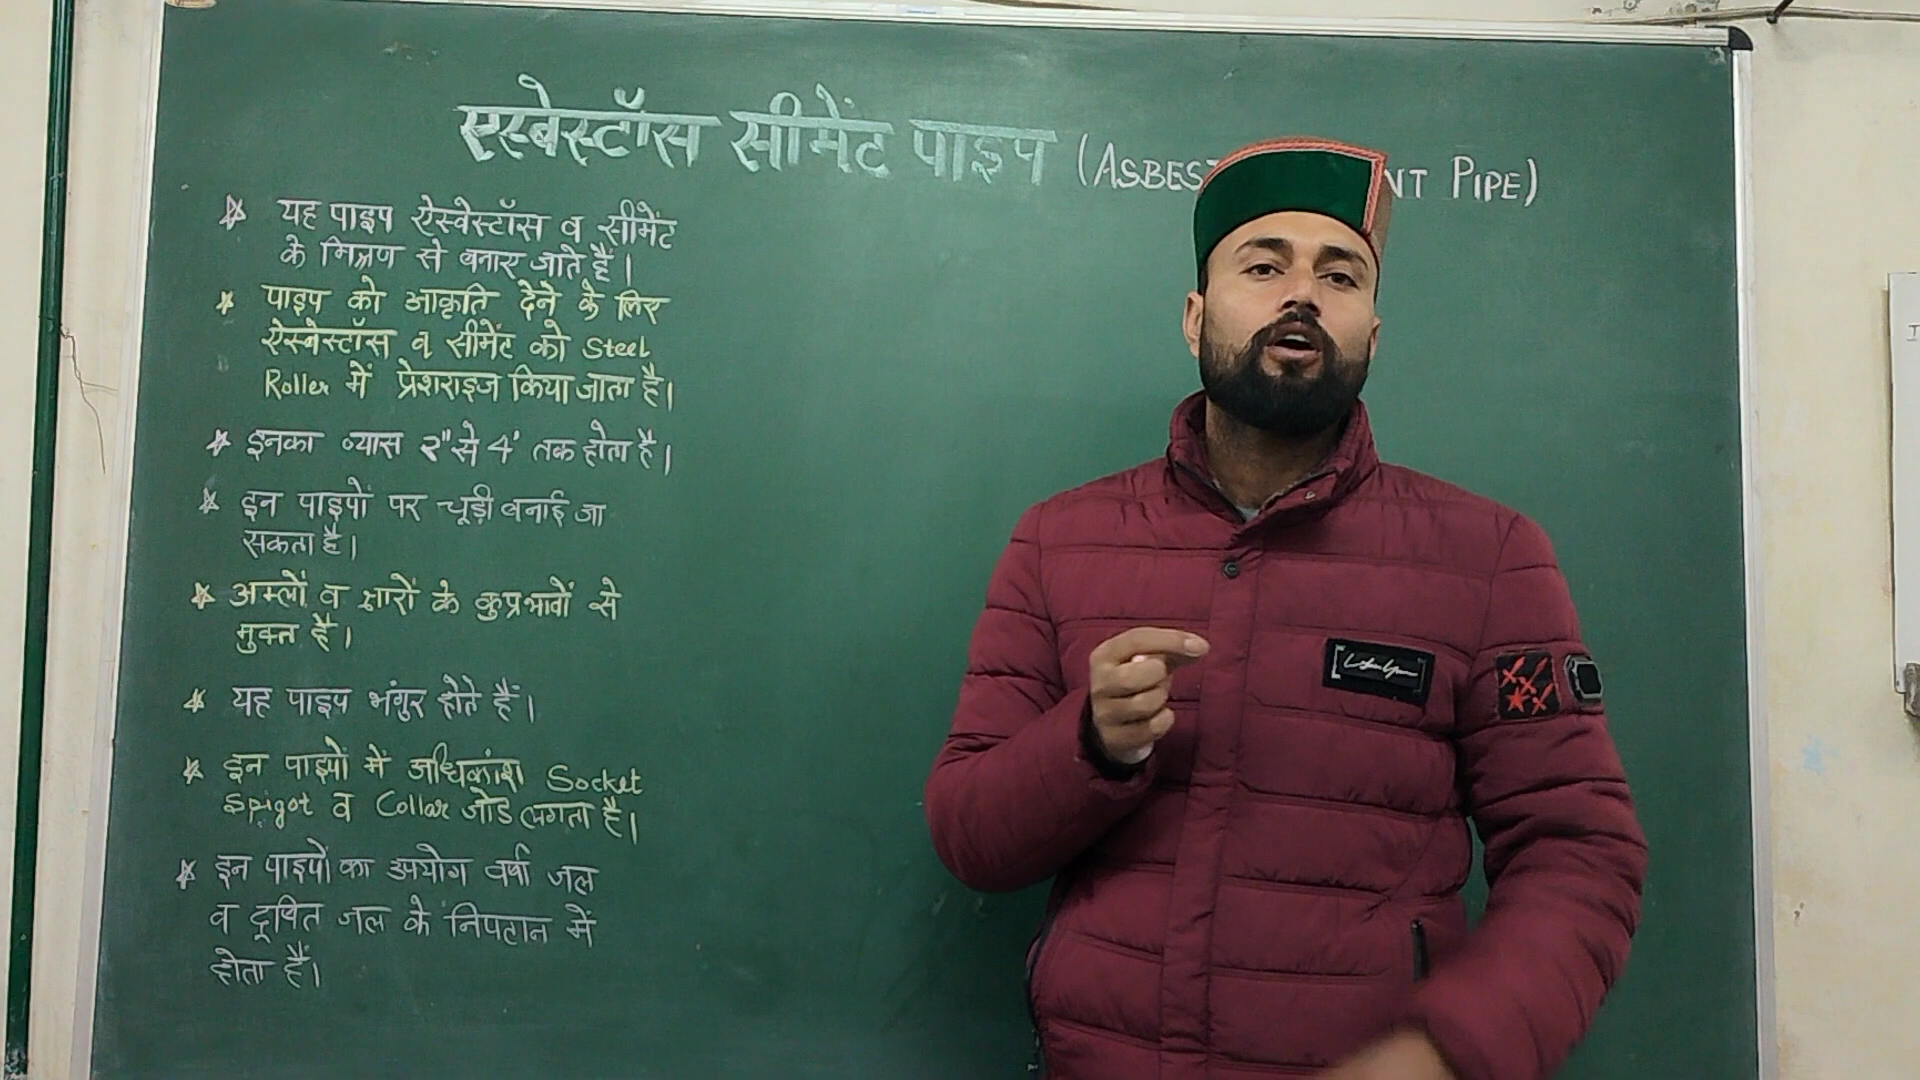 एस्बेस्टॉस सीमेंट पाइप (ASBES NT PIPE)
☆ यह पाइप ऐस्वेस्टॉस व सीमेंट
के मिश्रण से बनाए जाते है।
☆ पाइप को आकृति देने के लिए
ऐस्बेस्टॉस व सीमेंट को Steel
Roller में प्रेशराइज किया जाता है।
☆ इनका व्यास 2" से 4' तक होता है।
☆ इन पाइपों पर चूड़ी बनाई जा
सकता है।
☆ अम्लों व क्षारों के कुप्रभावों से
मुक्त है।
☆ यह पाइप भंगुर होते हैं।
☆ इन पाइपों में अधिकांश Socket
Spigot व Collar जोड लगता है।
☆ इन पाइपों का उपयोग वर्षा जल
व दूषित जल के निपटान में
होता हैं।